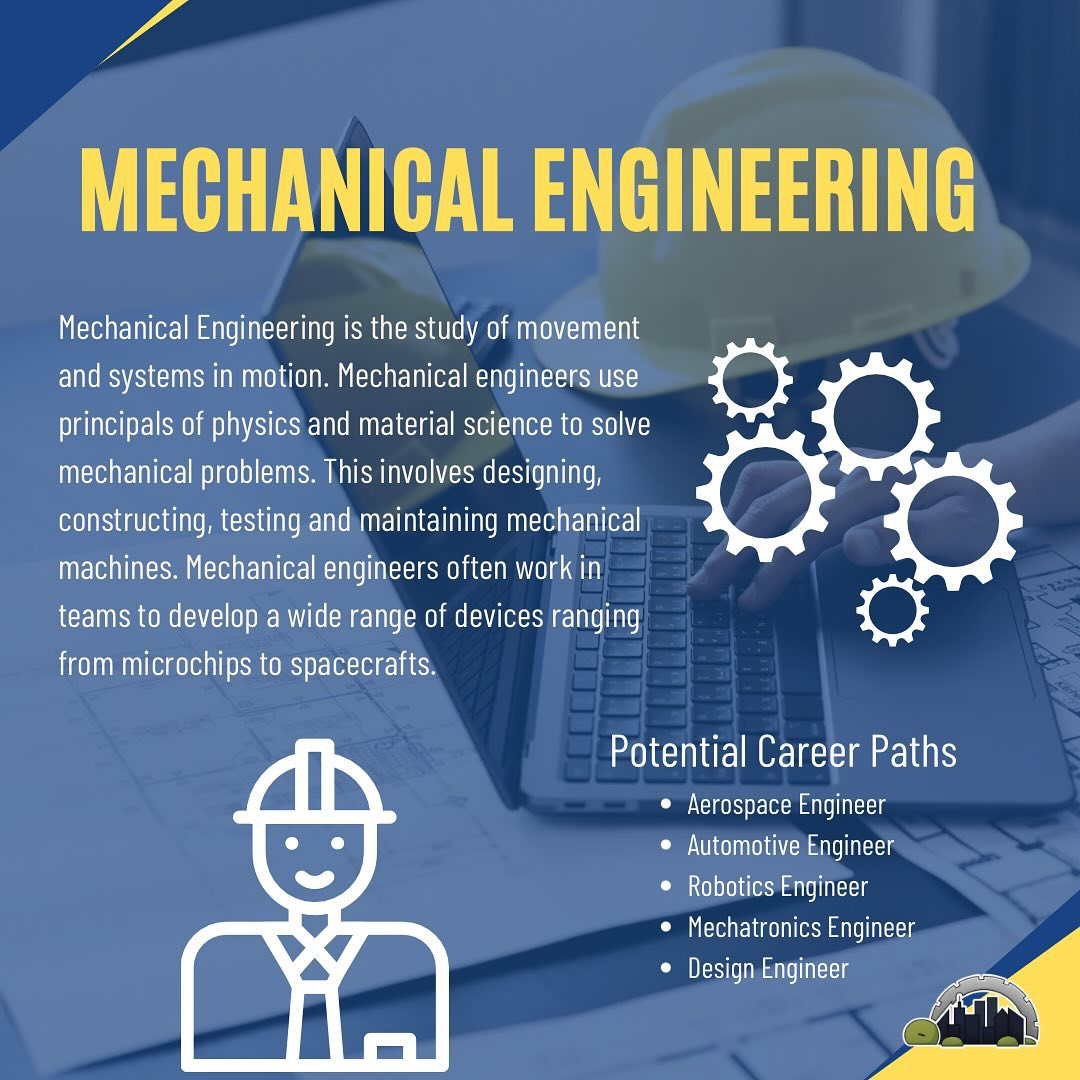 MECHANICAL ENGINEERING
Mechanical Engineering is the study of movement
and systems in motion. Mechanical engineers use
principals of physics and material science to solve
mechanical problems. This involves designing,
constructing, testing and maintaining mechanical
machines. Mechanical engineers often work in
teams to develop a wide range of devices ranging
from microchips to spacecrafts.
Potential Career Paths
• Aerospace Engineer
• Automotive Engineer
• Robotics Engineer
• Mechatronics Engineer
• Design Engineer